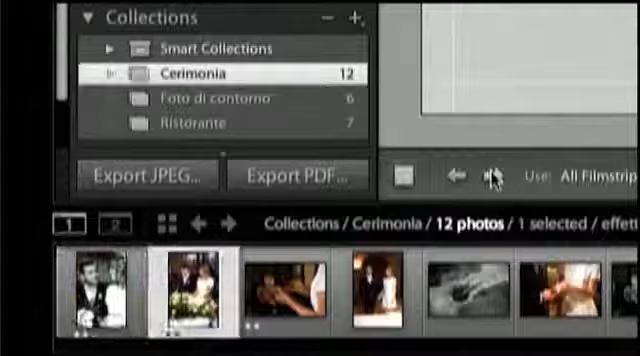 Collections
Smart Collections
Cerimonia 12
Foto di contorno 6
Ristorante 7
Export JPEG... Export PDF... Use: All Filmstrip
1 2 Collections / Cerimonia / 12 photos / 1 selected / effeti